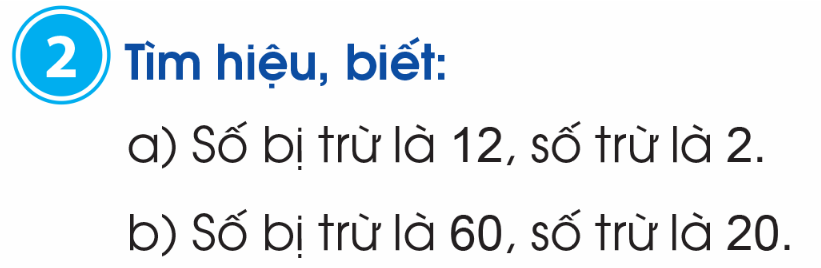 2 Tìm hiệu, biết:
a) Số bị trừ là 12, số trừ là 2.
b) Số bị trừ là 60, số trừ là 20.